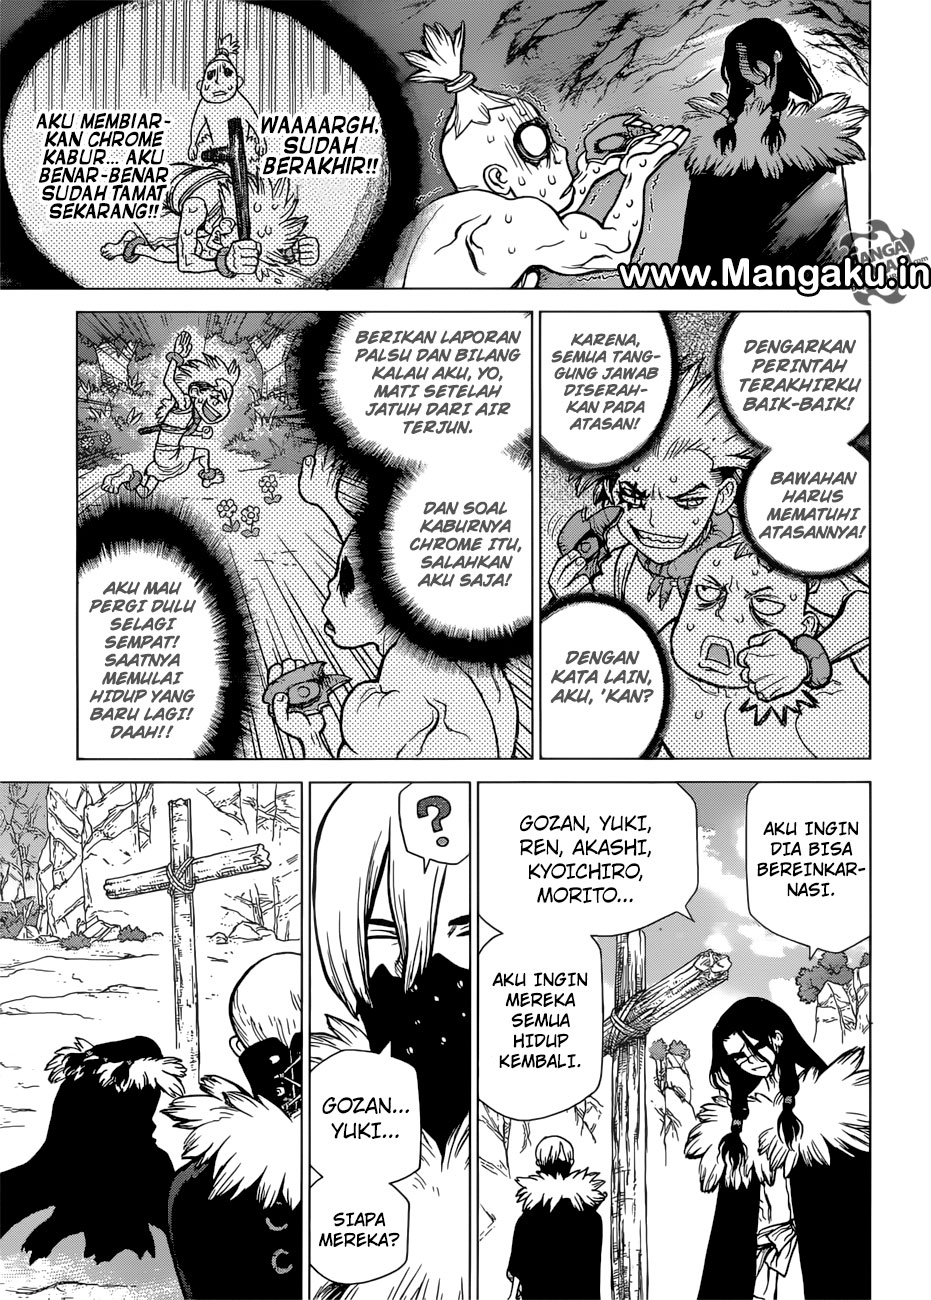 WAAAARGH,
SUDAH
BERAKHIR!!
AKU MEMBIAR-
KAN CHROME
KABUR... AKU
BENAR-BENAR
SUDAH TAMAT
SEKARANG!!
www.Mangaku.in
DENGARKAN
PERINTAH
TERAKHIRKU
BAIK-BAIK!
BAWAHAN
HARUS
MEMATUHI
ATASANNYA!
KARENA,
SEMUA TANG-
GUNG JAWAB
DISERAH-
KAN PADA
ATASAN!
DENGAN
KATA LAIN,
AKU, 'KAN?
BERIKAN LAPORAN
PALSU DAN BILANG
KALAU AKU, YO,
MATI SETELAH
JATUH DARI AIR
TERJUN.
DAN SOAL
KABURNYA
CHROME ITU,
SALAHKAN
AKU SAJA!
AKU MAU
PERGI DULU
SELAGI
SEMPAT!
SAATNYA
MEMULAI
HIDUP YANG
BARU LAGI!
DAAH!!
AKU INGIN
DIA BISA
BEREINKAR-
NASI.
GOZAN, YUKI,
REN, AKASHI,
KYOICHIRO,
MORITO...
AKU INGIN
MEREKA
SEMUA
HIDUP
KEMBALI.
?
GOZAN...
YUKI...
SIAPA
MEREKA?